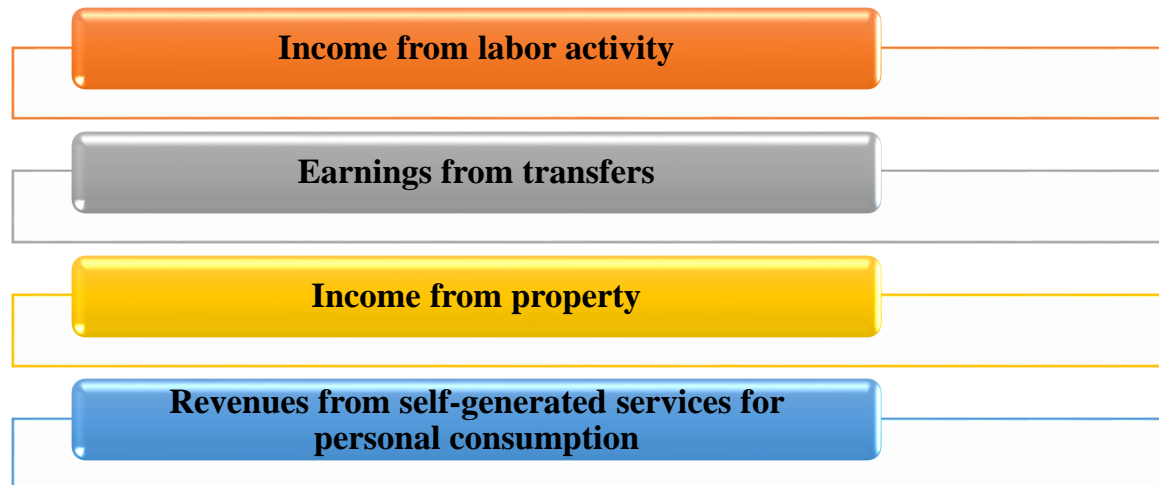 Income from labor activity
Earnings from transfers
Income from property
Revenues from self-generated services for
personal consumption